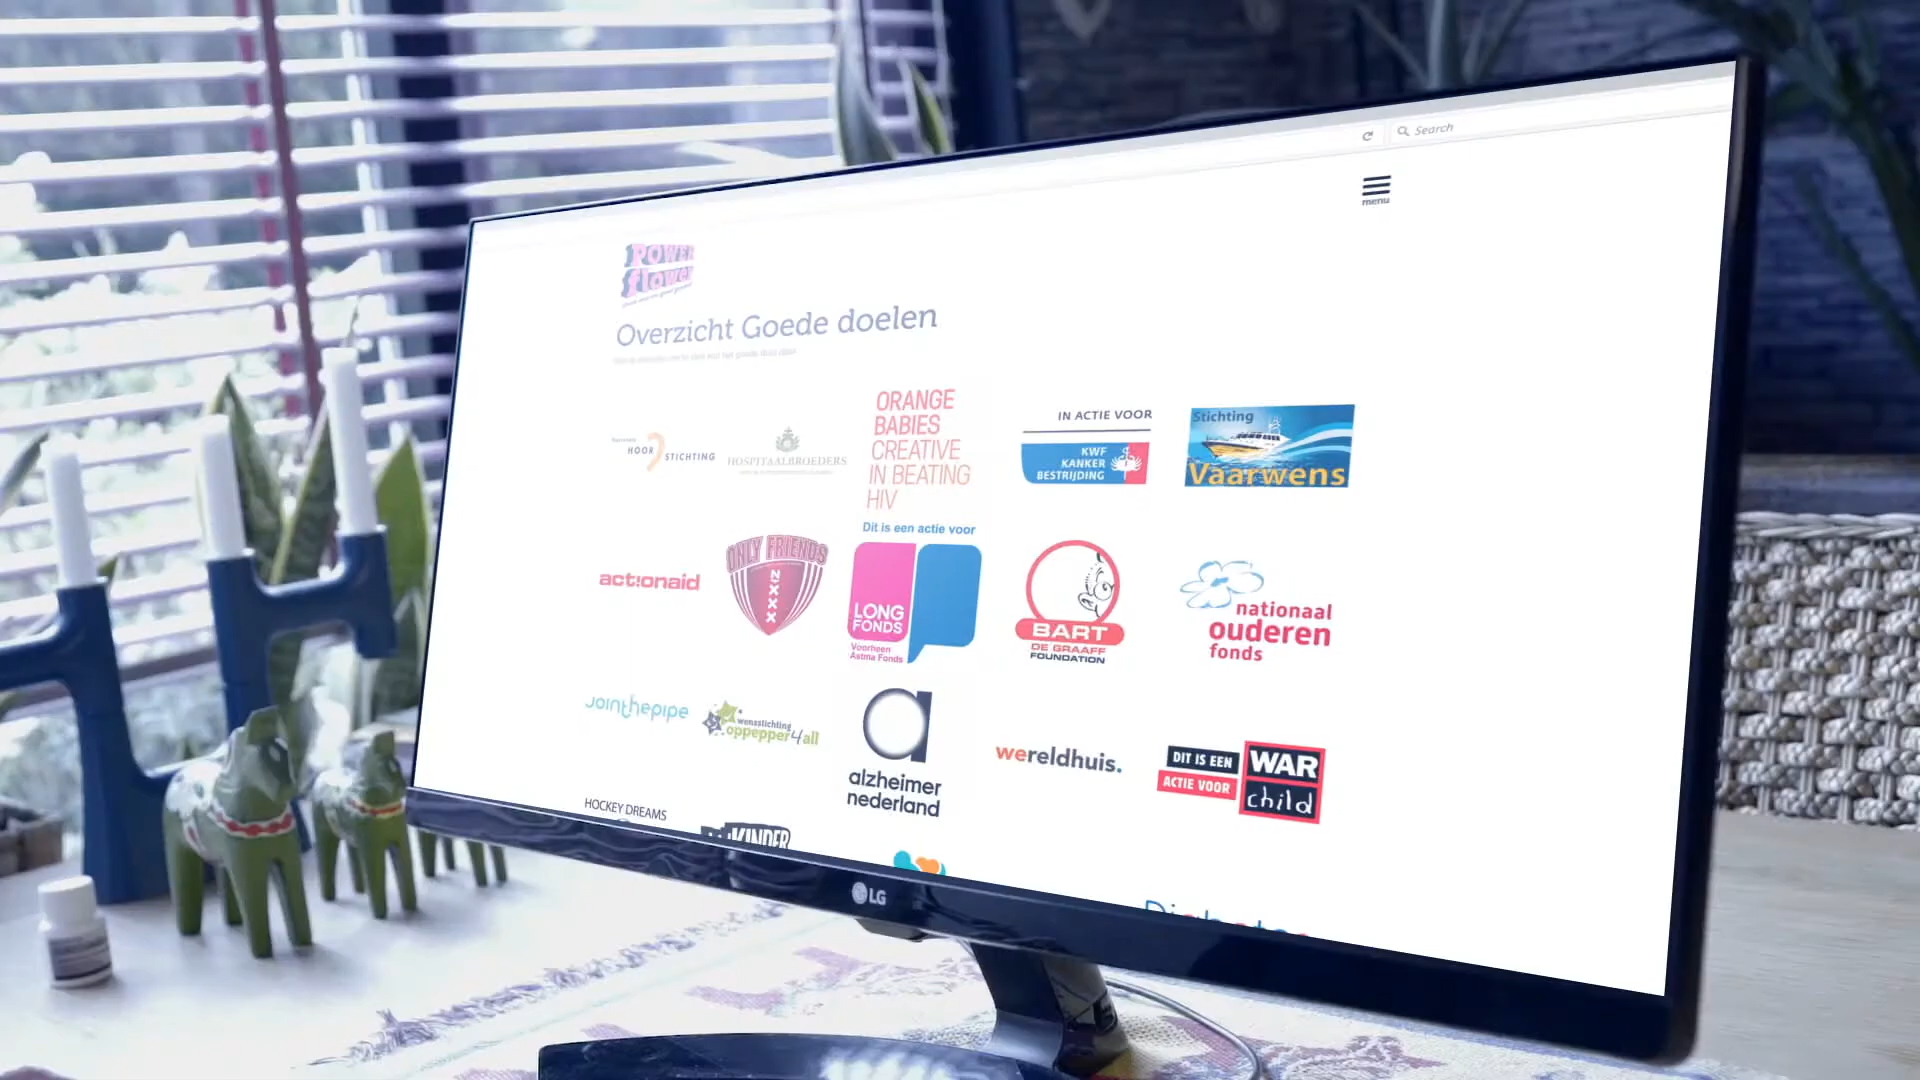 Search
menu
POWER
flower
Overzicht Goede doelen
HOOR STICHTING
HOSPITAALBROEDERS
ORANGE
BABIES
CREATIVE
IN BEATING
HIV
IN ACTIE VOOR
KWF
KANKER
BESTRIJDING
Stichting
Vaarwens
act!onaid
ONLY FRIENDS
Dit is een actie voor
LONG
FONDS
Voorheen
Astma Fonds
BART
DE GRAAFF
FOUNDATION
nationaal
ouderen
fonds
jointhepipe
wensstichting
oppepper4all
alzheimer
nederland
wereldhuis.
DIT IS EEN
ACTIE VOOR
WAR
child
HOCKEY DREAMS
KINDER
LG